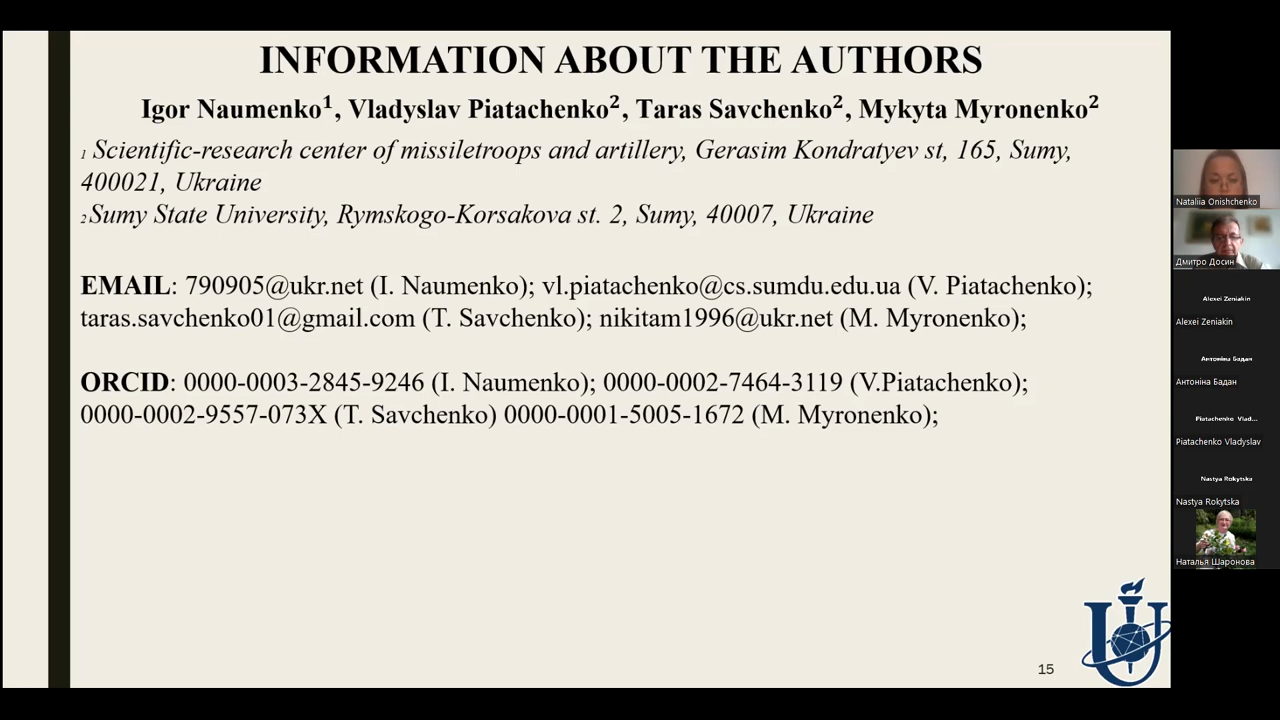 INFORMATION ABOUT THE AUTHORS
Igor Naumenko¹, Vladyslav Piatachenko², Taras Savchenko², Mykyta Myronenko²
1 Scientific-research center of missiletroops and artillery, Gerasim Kondratyev st, 165, Sumy,
400021, Ukraine
2 Sumy State University, Rymskogo-Korsakova st. 2, Sumy, 40007, Ukraine
EMAIL: 790905@ukr.net (I. Naumenko); vl.piatachenko@cs.sumdu.edu.ua (V. Piatachenko);
taras.savchenko01@gmail.com (T. Savchenko); nikitam1996@ukr.net (M. Myronenko);
ORCID: 0000-0003-2845-9246 (I. Naumenko); 0000-0002-7464-3119 (V.Piatachenko);
0000-0002-9557-073X (T. Savchenko) 0000-0001-5005-1672 (M. Myronenko);
15
Nataliia Onishchenko
Дмитро Досин
Alexei Zeniakin
Alexei Zeniakin
Антоніна Бадан
Антоніна Бадан
Piatachenko Vlad...
Piatachenko Vladyslav
Nastya Rokytska
Nastya Rokytska
Наталья Шаронова